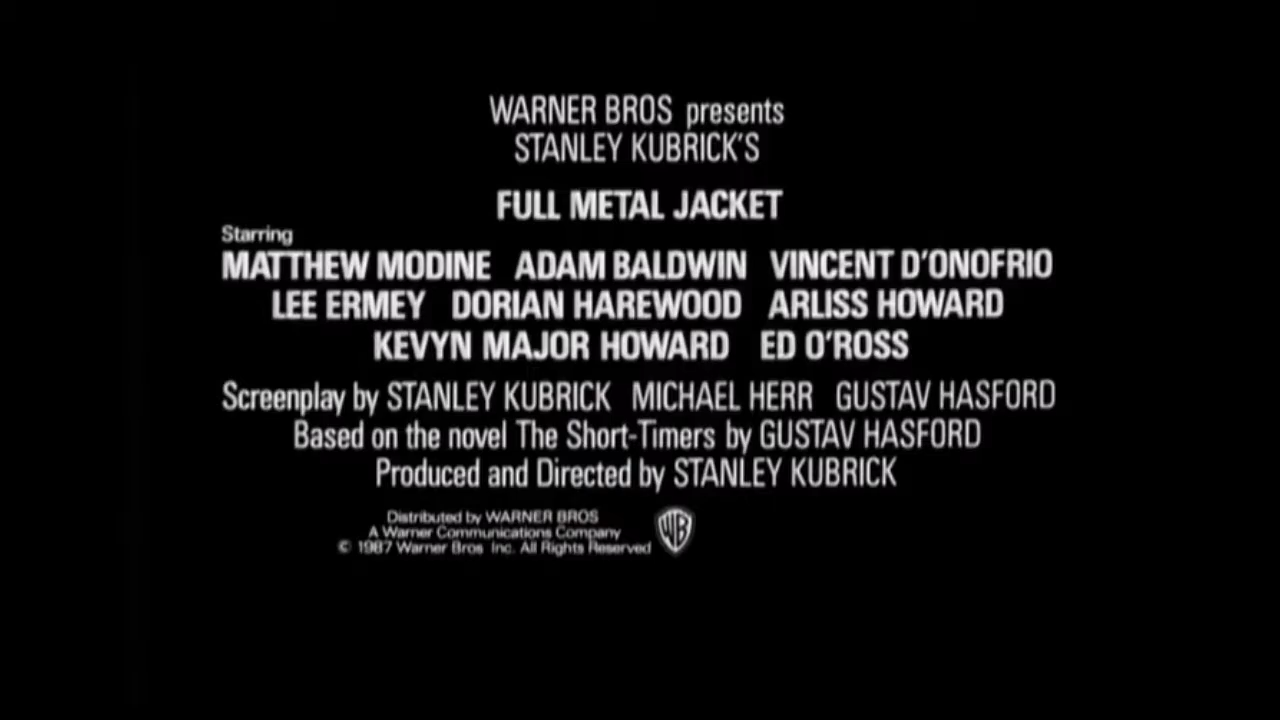 WARNER BROS presents
STANLEY KUBRICK'S
FULL METAL JACKET
Starring
MATTHEW MODINE ADAM BALDWIN VINCENT D'ONOFRIO
LEE ERMEY DORIAN HAREWOOD ARLISS HOWARD
KEVYN MAJOR HOWARD ED O'ROSS
Screenplay by STANLEY KUBRICK MICHAEL HERR GUSTAV HASFORD
Based on the novel The Short-Timers by GUSTAV HASFORD
Produced and Directed by STANLEY KUBRICK
Distributed by WARNER BROS
A Warner Communications Company
© 1987 Warner Bros Inc. All Rights Reserved
WB